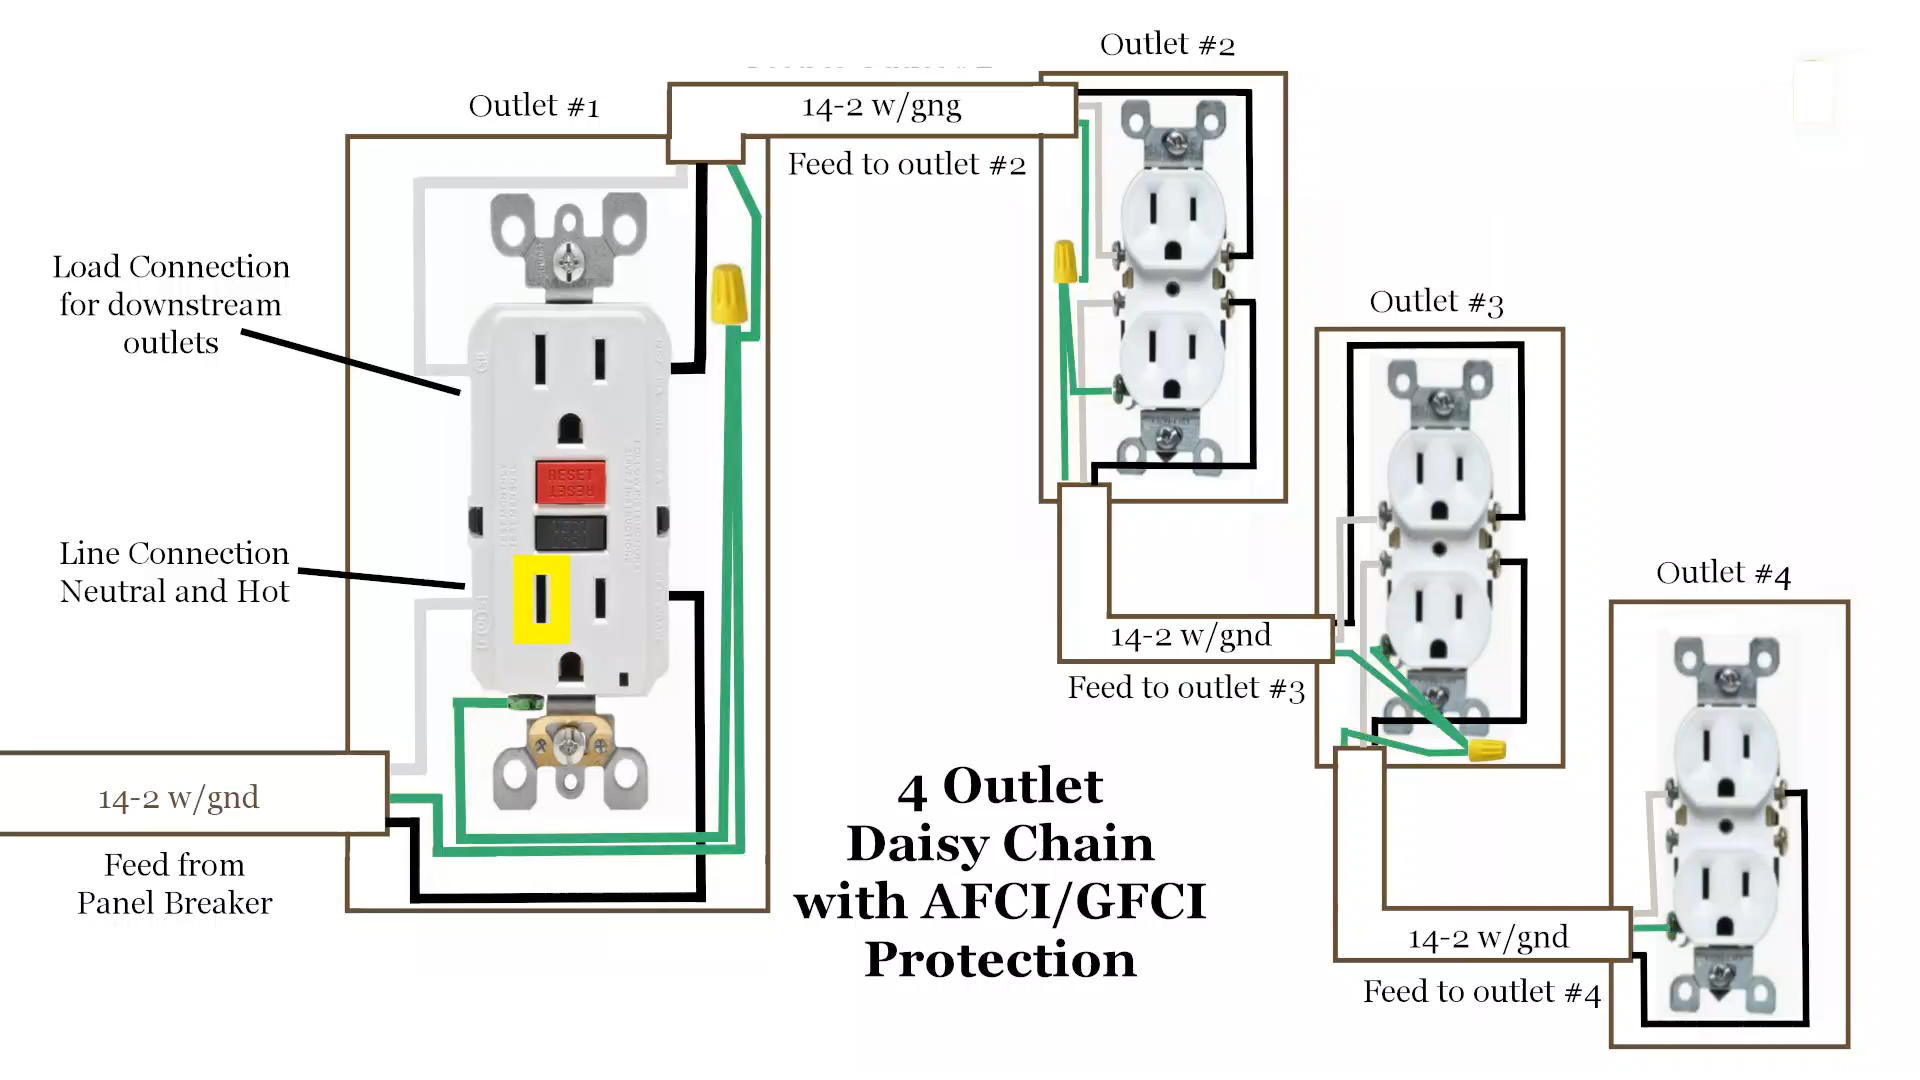 Outlet #2
Outlet #1
14-2 w/gng
Feed to outlet #2
Load Connection
for downstream
outlets
Outlet #3
RESET
RESET
Line Connection
Neutral and Hot
Outlet #4
14-2 w/gnd
Feed to outlet #3
14-2 w/gnd
Feed from
Panel Breaker
4 Outlet
Daisy Chain
with AFCI/GFCI
Protection
14-2 w/gnd
Feed to outlet #4